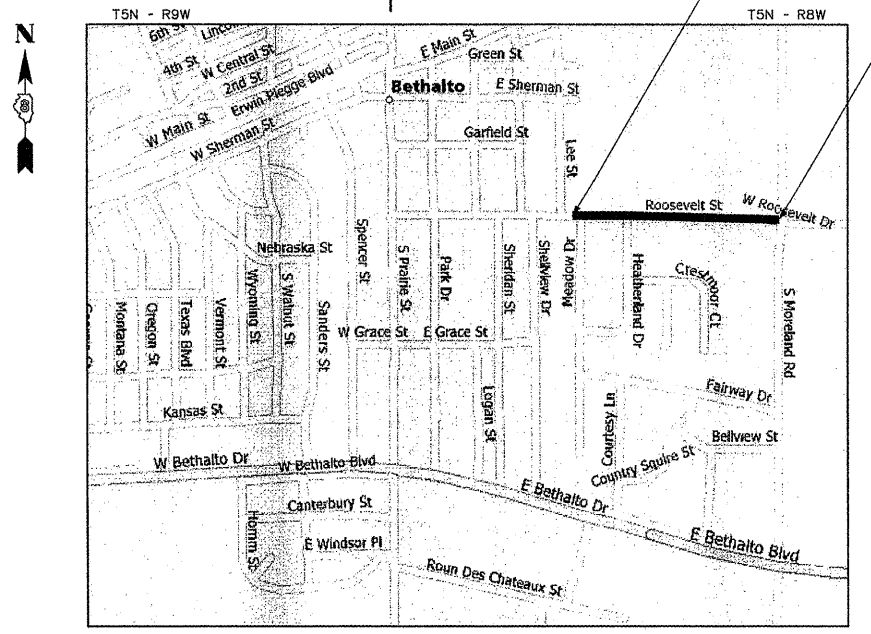 T5N - R9W
T5N - R8W
N
6th St
Lincoln
4th St
W Central St
2nd St
Erwin Plegge Blvd
W Main St
W Sherman St
E Main St
Green St
Bethalto
E Sherman St
Garfield St
Lee St
Roosevelt St
W Roosevelt Dr
Nebraska St
Spencer St
S Prairie St
Park Dr
Sheridan St
Shellview Dr
Meadow Dr
Heatherland Dr
Crestmoor Ct
S Moreland Rd
Montana St
Oregon St
Texas Blvd
Vermont St
Wyoming St
S Walnut St
Sanders St
W Grace St
E Grace St
Logan St
Courtesy Ln
Fairway Dr
Kansas St
Bellview St
Country Squire St
W Bethalto Dr
W Bethalto Blvd
E Bethalto Dr
E Bethalto Blvd
Canterbury St
Homm St
E Windsor Pl
Roun Des Chateaux St